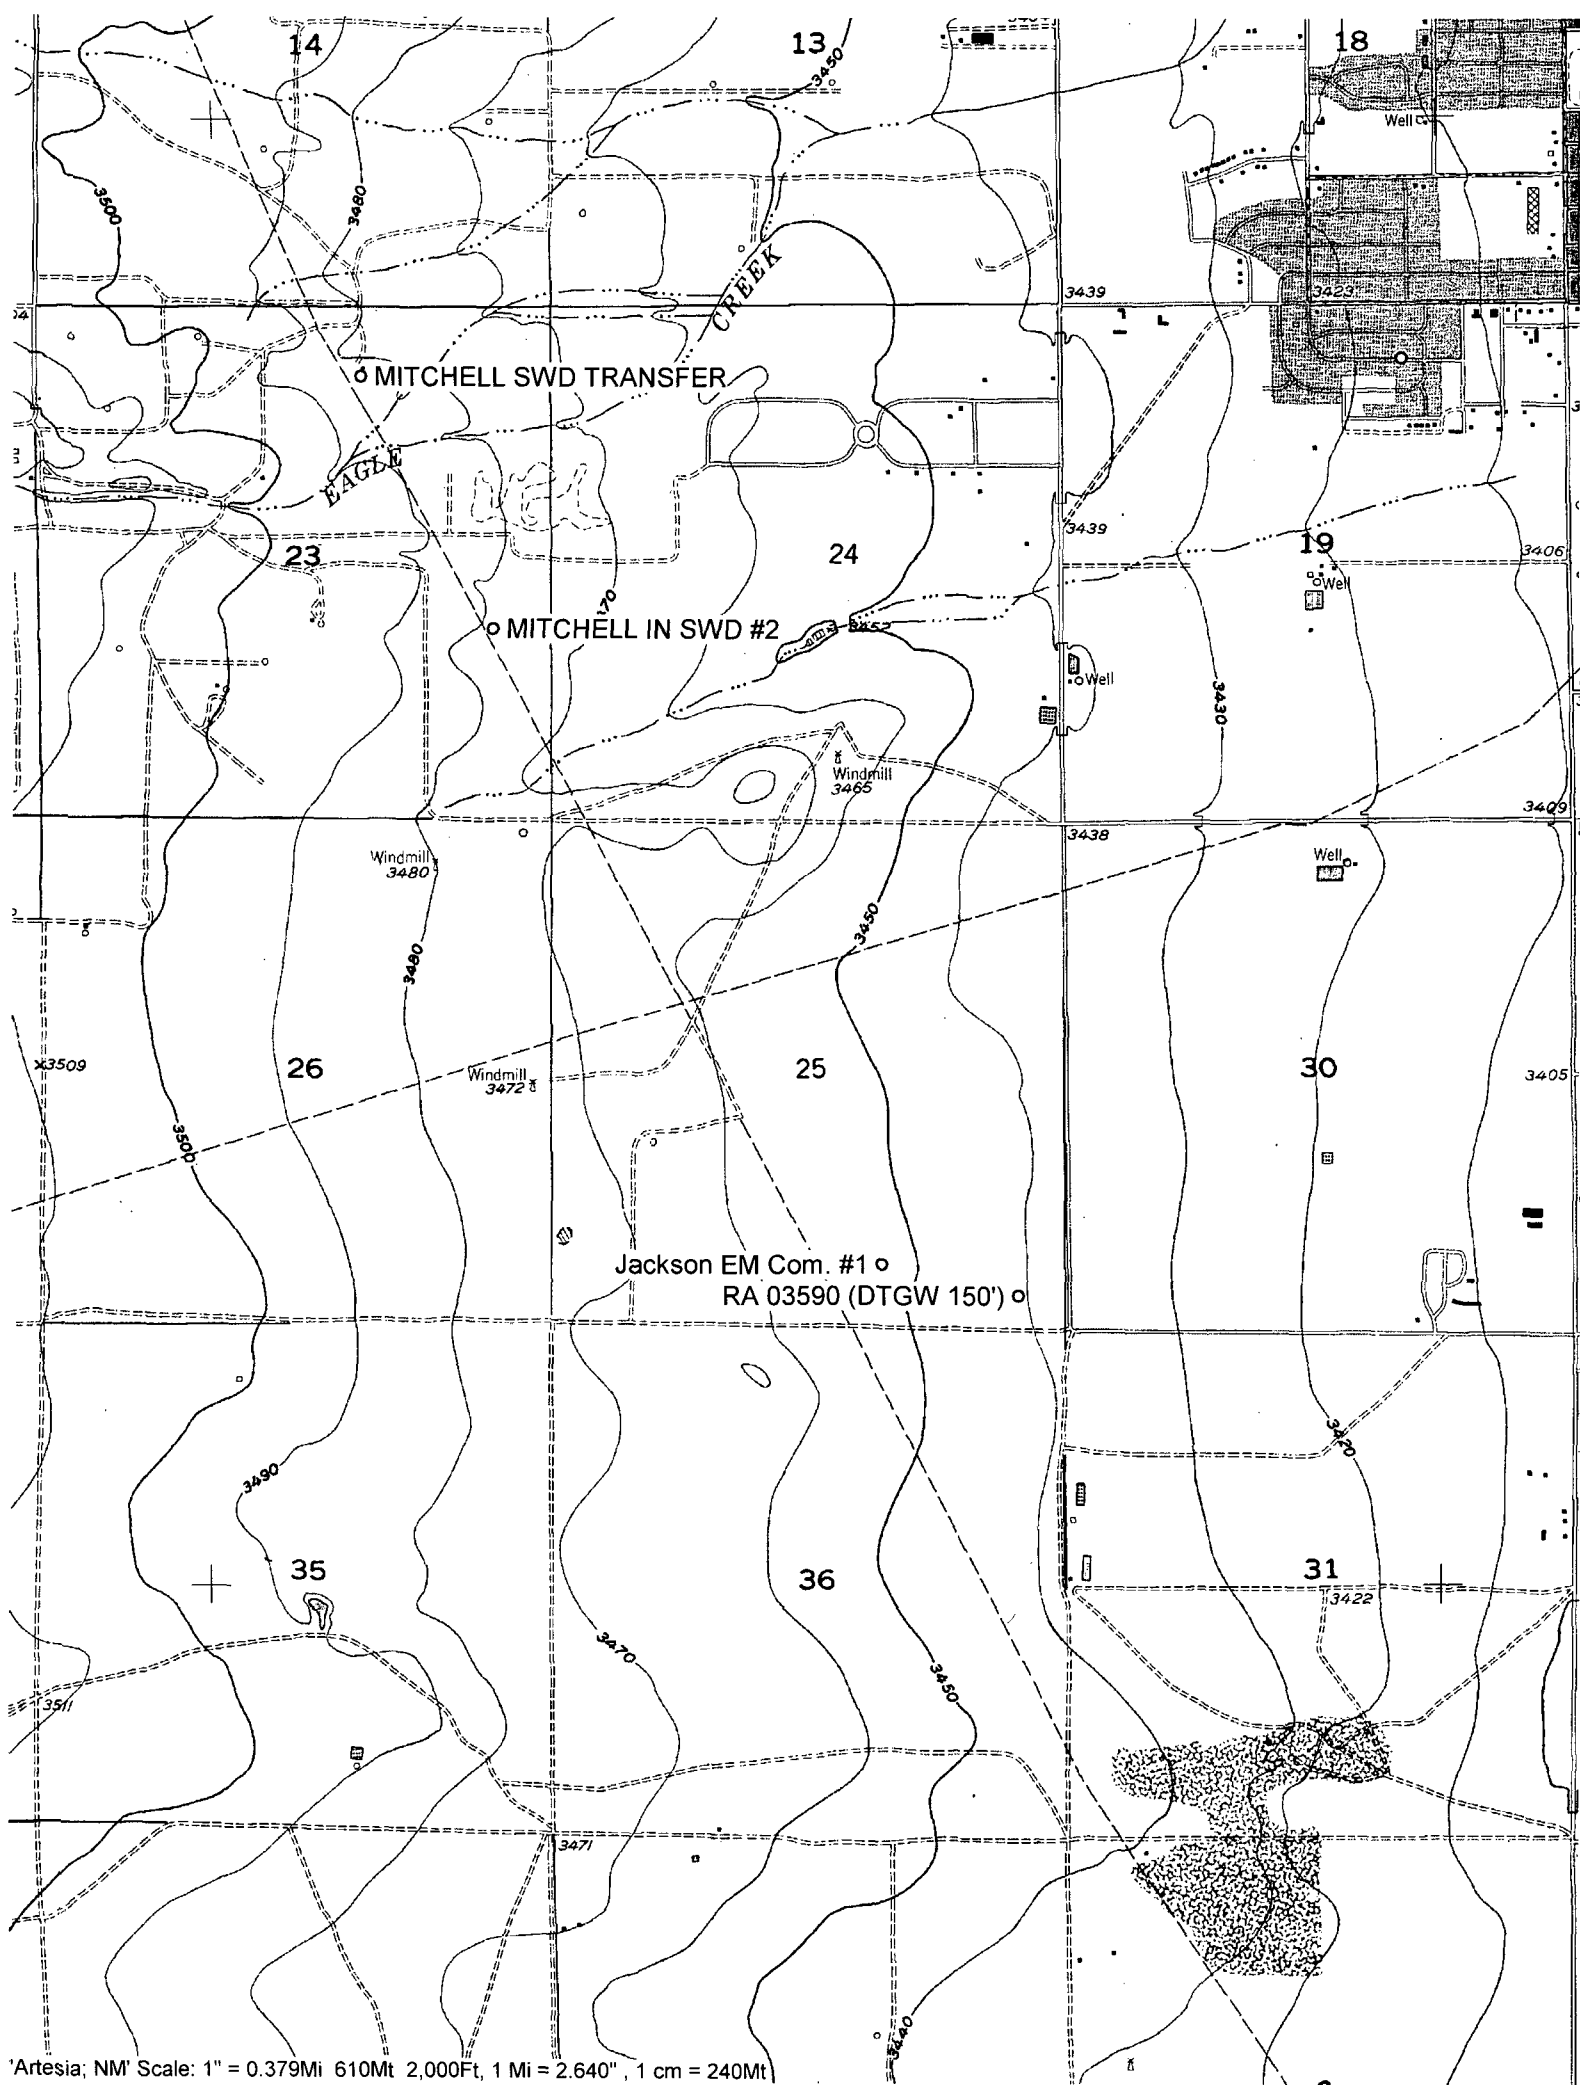 14
13
3450
18
Well
3500
3480
CREEK
3439
3423
MITCHELL SWD TRANSFER
EAGLE
3439
23
24
19
3406
Well
70
MITCHELL IN SWD #2
3452
Well
3430
Windmill
3465
3409
3438
Windmill
3480
Well
3450
3480
3509
26
Windmill
3472
25
30
3405
3500
Jackson EM Com. #1
RA 03590 (DTGW 150')
3420
3490
35
36
31
3422
3470
3450
3511
3471
3440
'Artesia; NM' Scale: 1" = 0.379Mi 610Mt 2,000Ft, 1 Mi = 2.640" , 1 cm = 240Mt